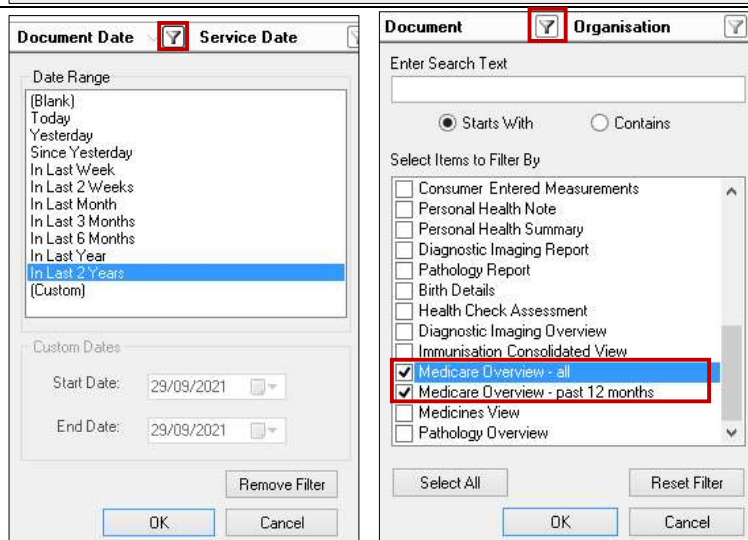 Document Date Service Date
Date Range
(Blank)
Today
Yesterday
Since Yesterday
In Last Week
In Last 2 Weeks
In Last Month
In Last 3 Months
In Last 6 Months
In Last Year
In Last 2 Years
(Custom)
Custom Dates
Start Date: 29/09/2021
End Date: 29/09/2021
Remove Filter
OK Cancel
Document Organisation
Enter Search Text
Starts With Contains
Select Items to Filter By
Consumer Entered Measurements
Personal Health Note
Personal Health Summary
Diagnostic Imaging Report
Pathology Report
Birth Details
Health Check Assessment
Diagnostic Imaging Overview
Immunisation Consolidated View
Medicare Overview - all
Medicare Overview - past 12 months
Medicines View
Pathology Overview
Select All Reset Filter
OK Cancel